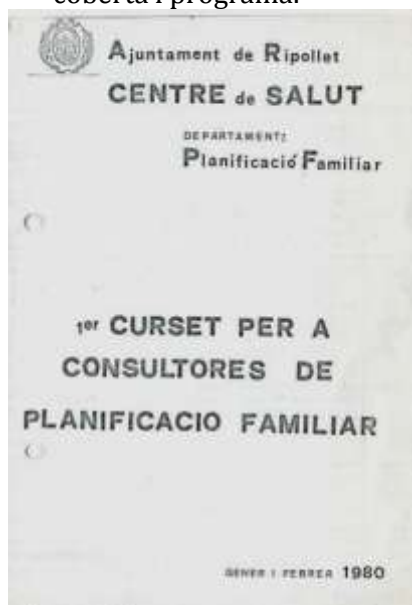 coberta i programa.
Ajuntament de Ripollet
CENTRE de SALUT
DEPARTAMENT:
Planificació Familiar
1er CURSET PER A
CONSULTORES DE
PLANIFICACIO FAMILIAR
GENER I FEBRER 1980